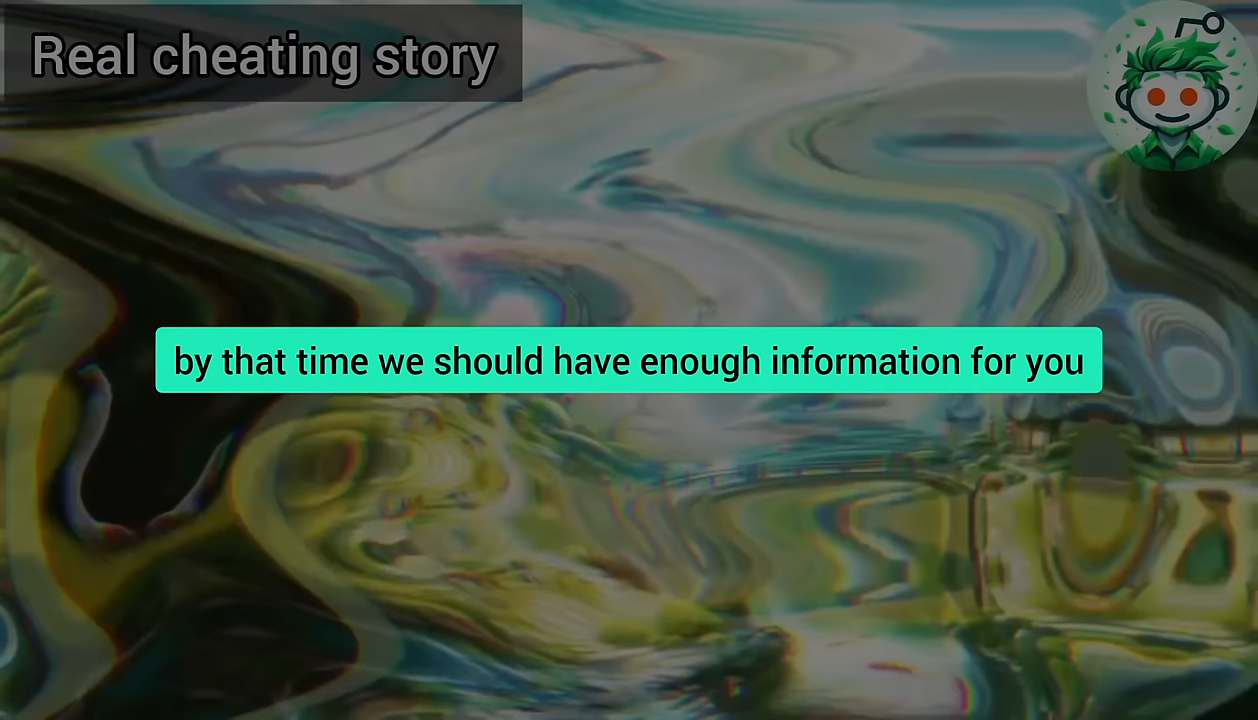 Real cheating story
by that time we should have enough information for you